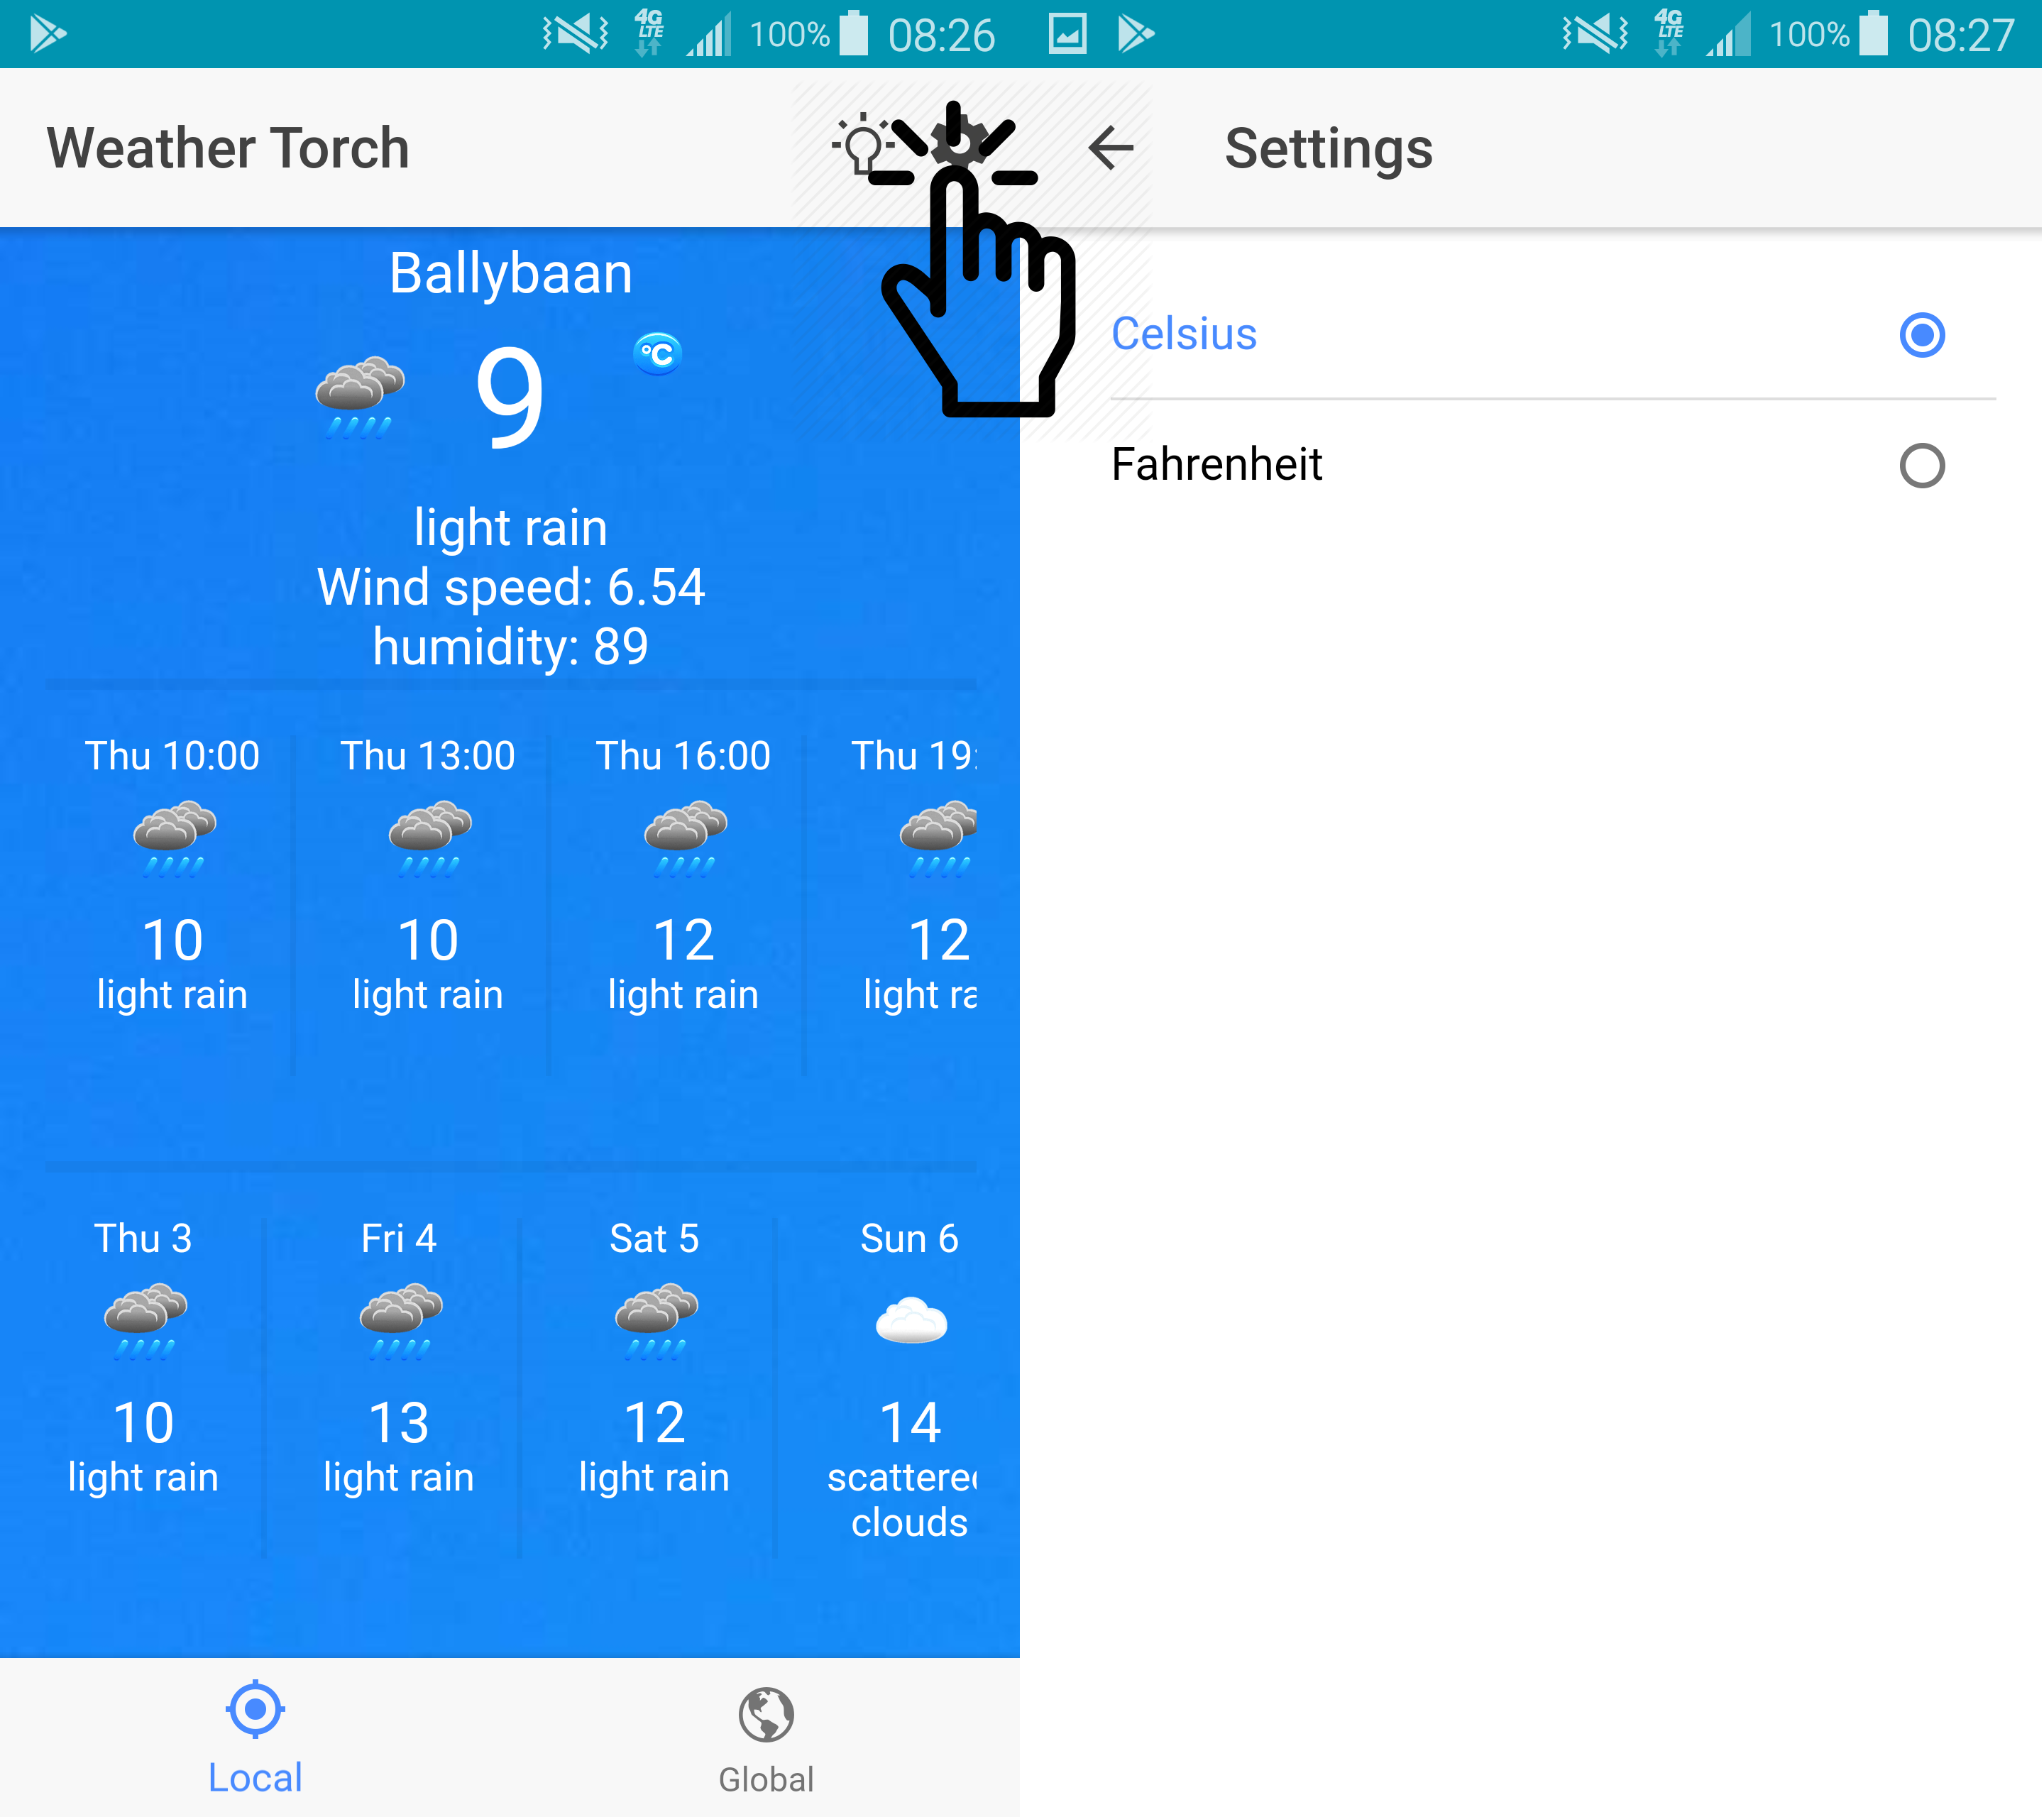 4G LTE 100% 08:26
Weather Torch
Ballybaan
9 °C
light rain
Wind speed: 6.54
humidity: 89
Thu 10:00 Thu 13:00 Thu 16:00 Thu 19:
10 10 12 12
light rain light rain light rain light ra
Thu 3 Fri 4 Sat 5 Sun 6
10 13 12 14
light rain light rain light rain scattered
clouds
Local Global
4G LTE 100% 08:27
Settings
Celsius
Fahrenheit